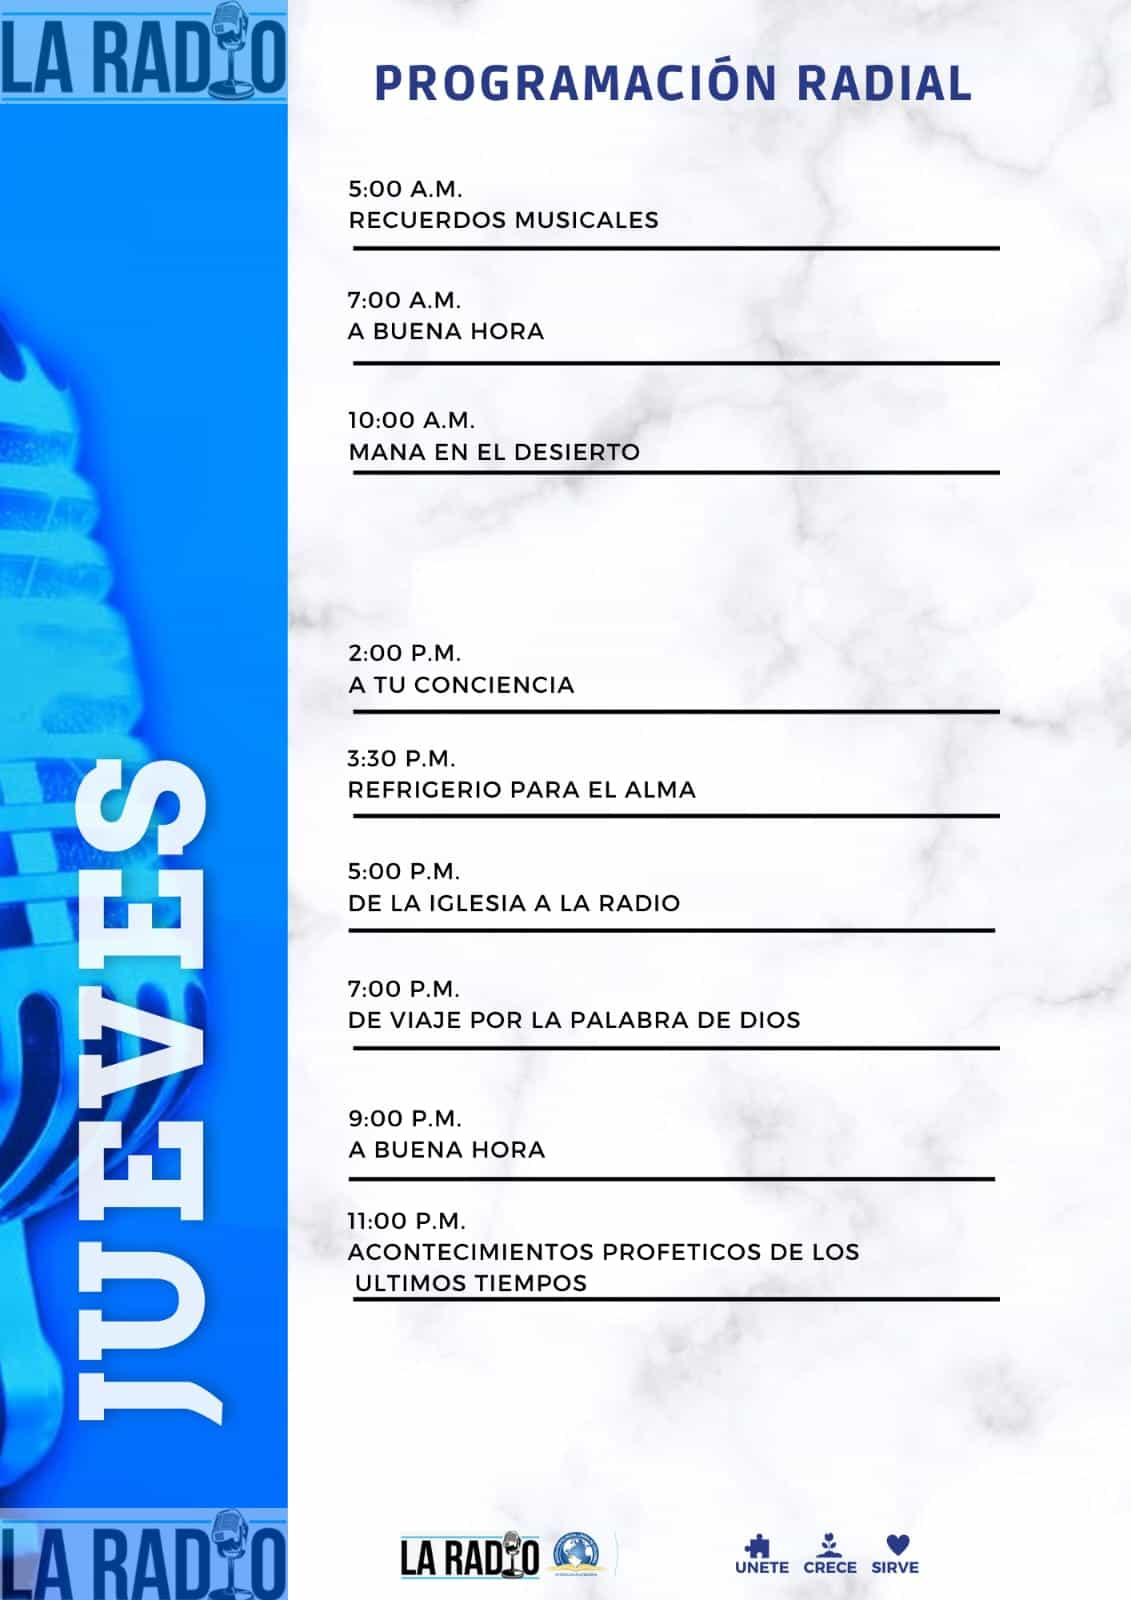 LA RADIO
PROGRAMACIÓN RADIAL
5:00 A.M.
RECUERDOS MUSICALES
7:00 A.M.
A BUENA HORA
10:00 A.M.
MANA EN EL DESIERTO
2:00 P.M.
A TU CONCIENCIA
3:30 P.M.
REFRIGERIO PARA EL ALMA
5:00 P.M.
DE LA IGLESIA A LA RADIO
7:00 P.M.
DE VIAJE POR LA PALABRA DE DIOS
9:00 P.M.
A BUENA HORA
11:00 P.M.
ACONTECIMIENTOS PROFETICOS DE LOS
ULTIMOS TIEMPOS
JUEVES
LA RADIO
LA RADIO
UNETE CRECE SIRVE